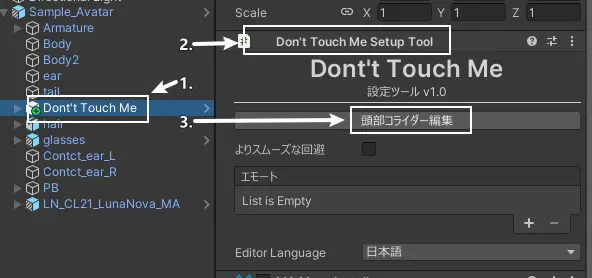 Sample_Avatar
Armature
Body
Body2
ear
tail
Dont't Touch Me
hair
glasses
Contct_ear_L
Contct_ear_R
PB
LN_CL21_LunaNova_MA
1.
2.
3.
Scale X 1 Y 1 Z 1
Don't Touch Me Setup Tool
Dont't Touch Me
設定ツール v1.0
頭部コライダー編集
よりスムーズな回避
エモート
List is Empty
+ −
Editor Language 日本語